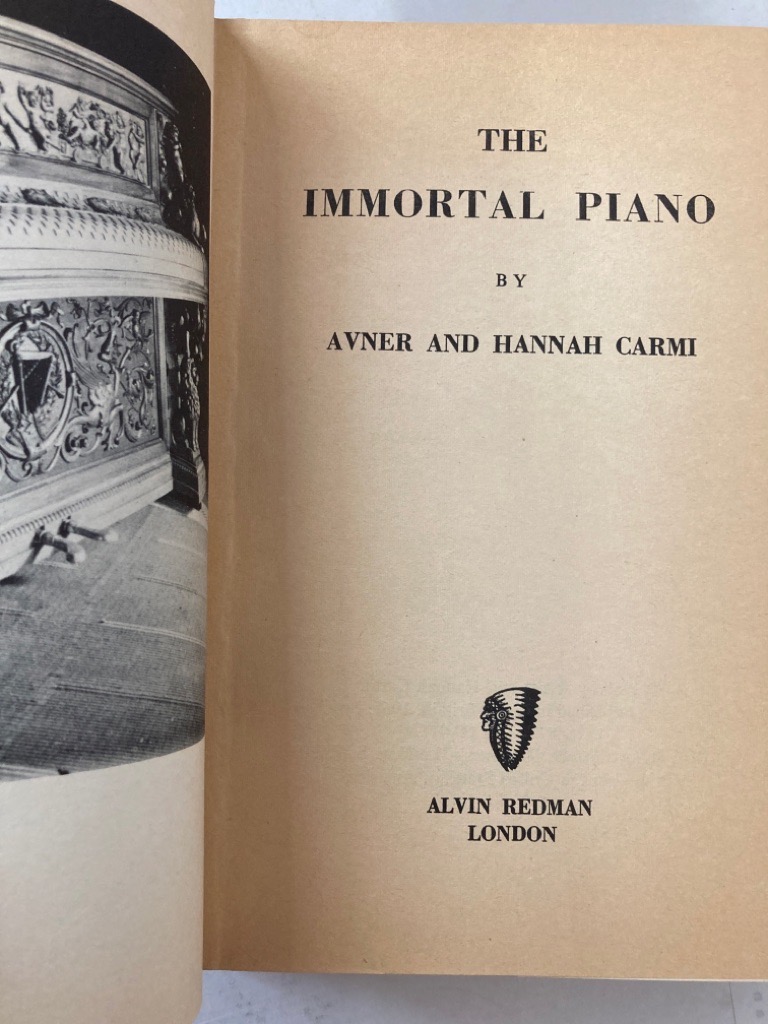 THE
IMMORTAL PIANO
BY
AVNER AND HANNAH CARMI
ALVIN REDMAN
LONDON